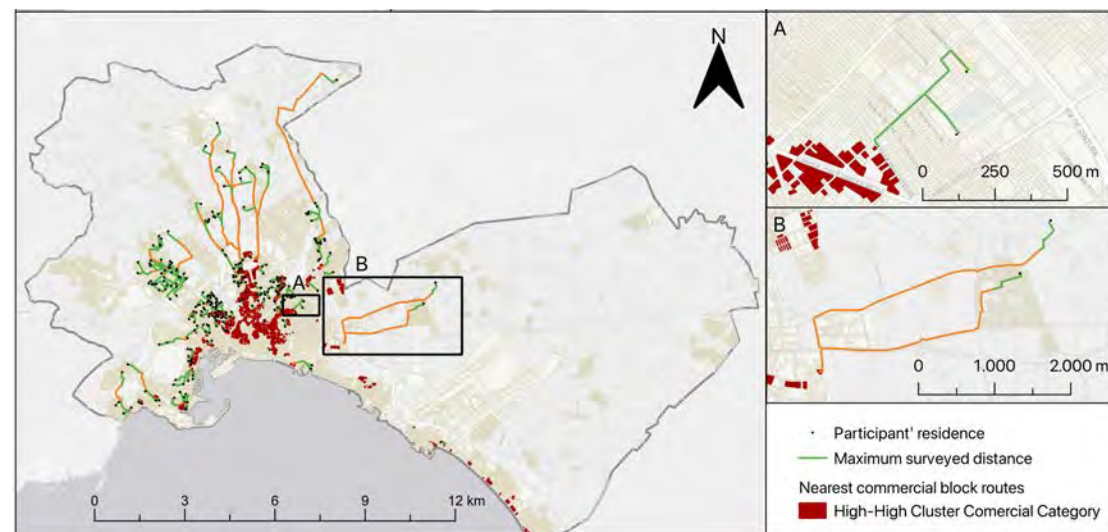 N
A
B
0 3 6 9 12 km
A
0 250 500 m
B
0 1.000 2.000 m
Participant' residence
Maximum surveyed distance
Nearest commercial block routes
High-High Cluster Comercial Category